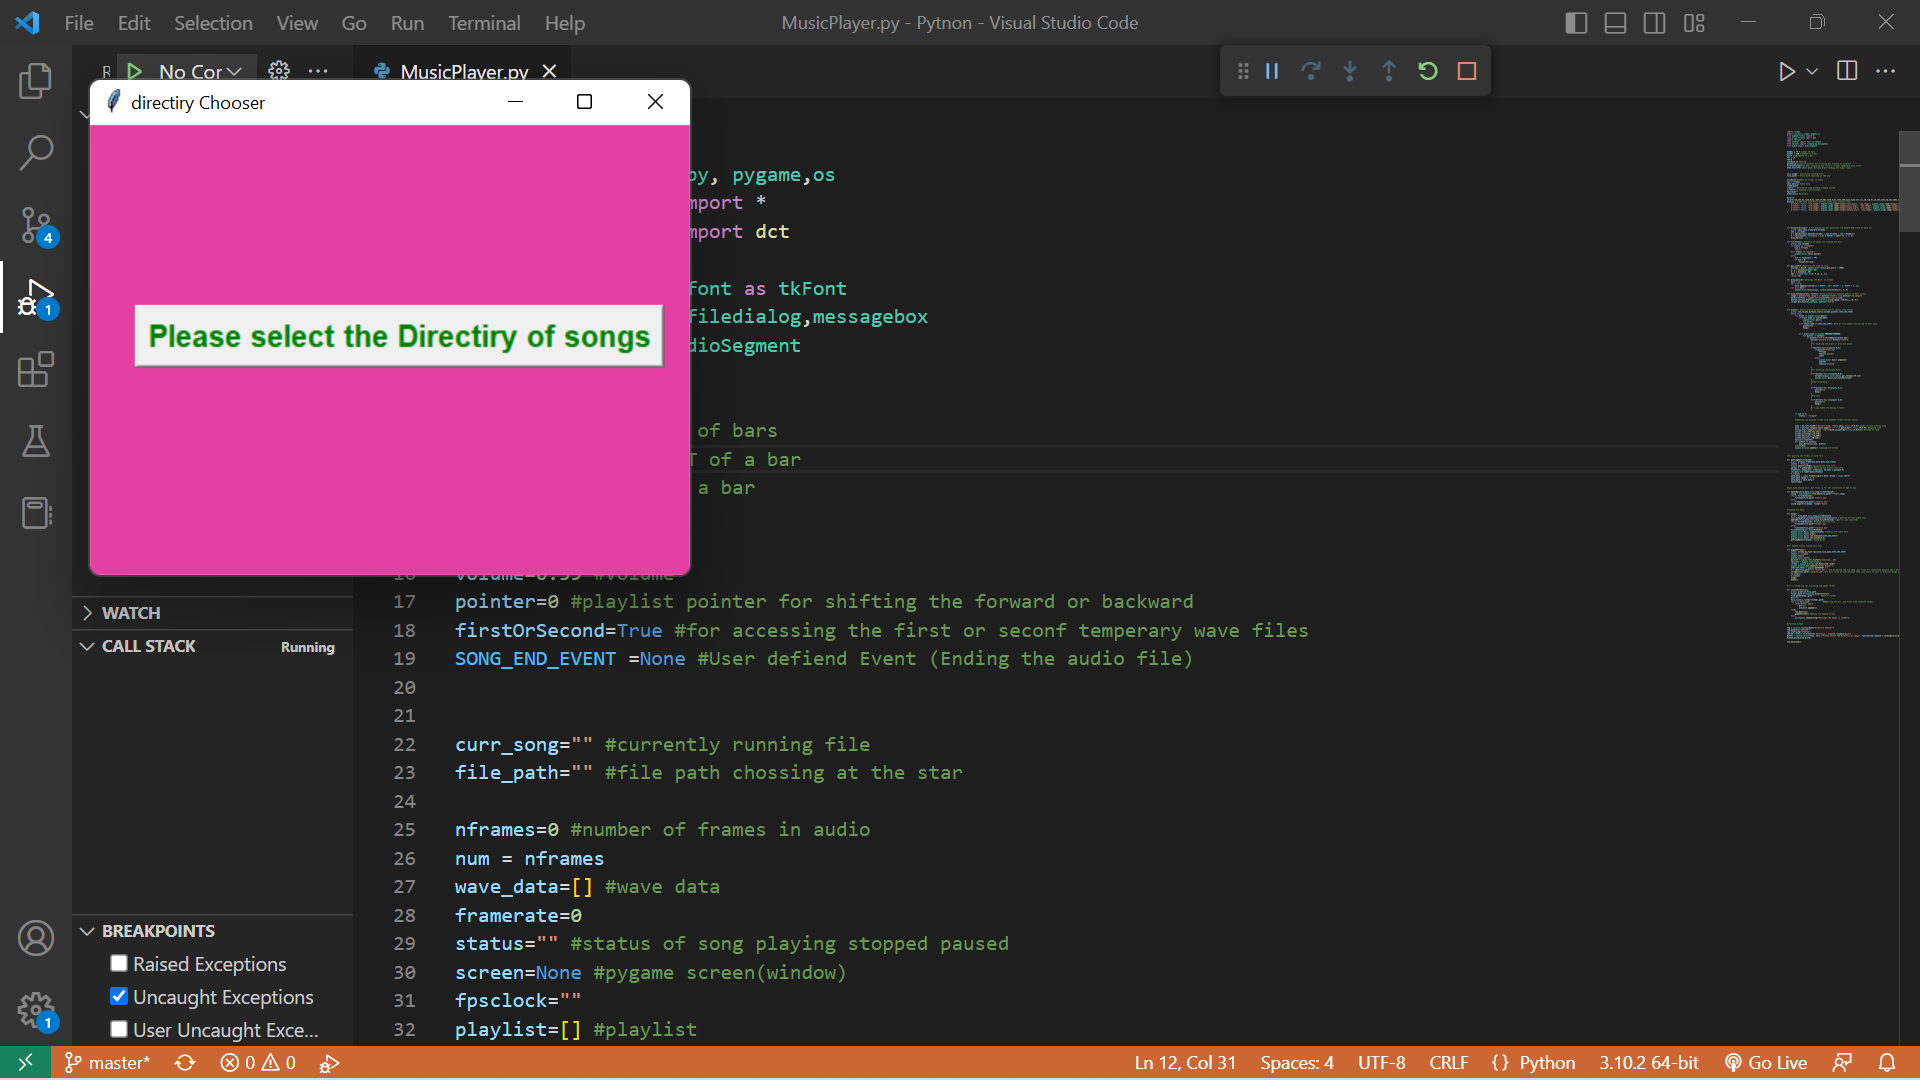 File Edit Selection View Go Run Terminal Help
MusicPlayer.py - Pytnon - Visual Studio Code
No Cor
MusicPlayer.py
directiry Chooser
Please select the Directiry of songs
py, pygame,os
mport *
mport dct
font as tkFont
filedialog,messagebox
dioSegment
of bars
T of a bar
a bar
volume=0.99 #volume
17 pointer=0 #playlist pointer for shifting the forward or backward
18 firstOrSecond=True #for accessing the first or seconf temperary wave files
19 SONG_END_EVENT =None #User defiend Event (Ending the audio file)
20
21
22 curr_song="" #currently running file
23 file_path="" #file path chossing at the star
24
25 nframes=0 #number of frames in audio
26 num = nframes
27 wave_data=[] #wave data
28 framerate=0
29 status="" #status of song playing stopped paused
30 screen=None #pygame screen(window)
31 fpsclock=""
32 playlist=[] #playlist
4
1
WATCH
CALL STACK Running
BREAKPOINTS
Raised Exceptions
Uncaught Exceptions
User Uncaught Exce...
1
master* 0 0 Ln 12, Col 31 Spaces: 4 UTF-8 CRLF {} Python 3.10.2 64-bit Go Live